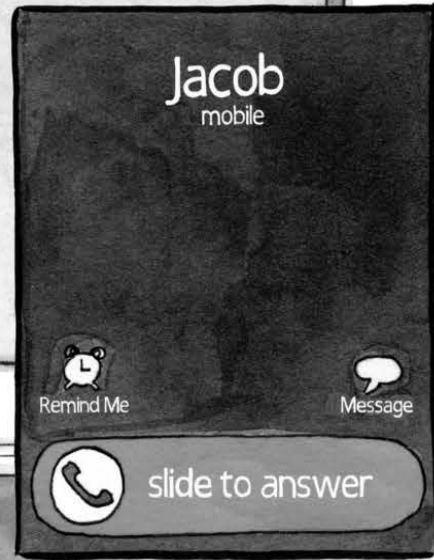 Jacob
mobile
Remind Me
Message
slide to answer